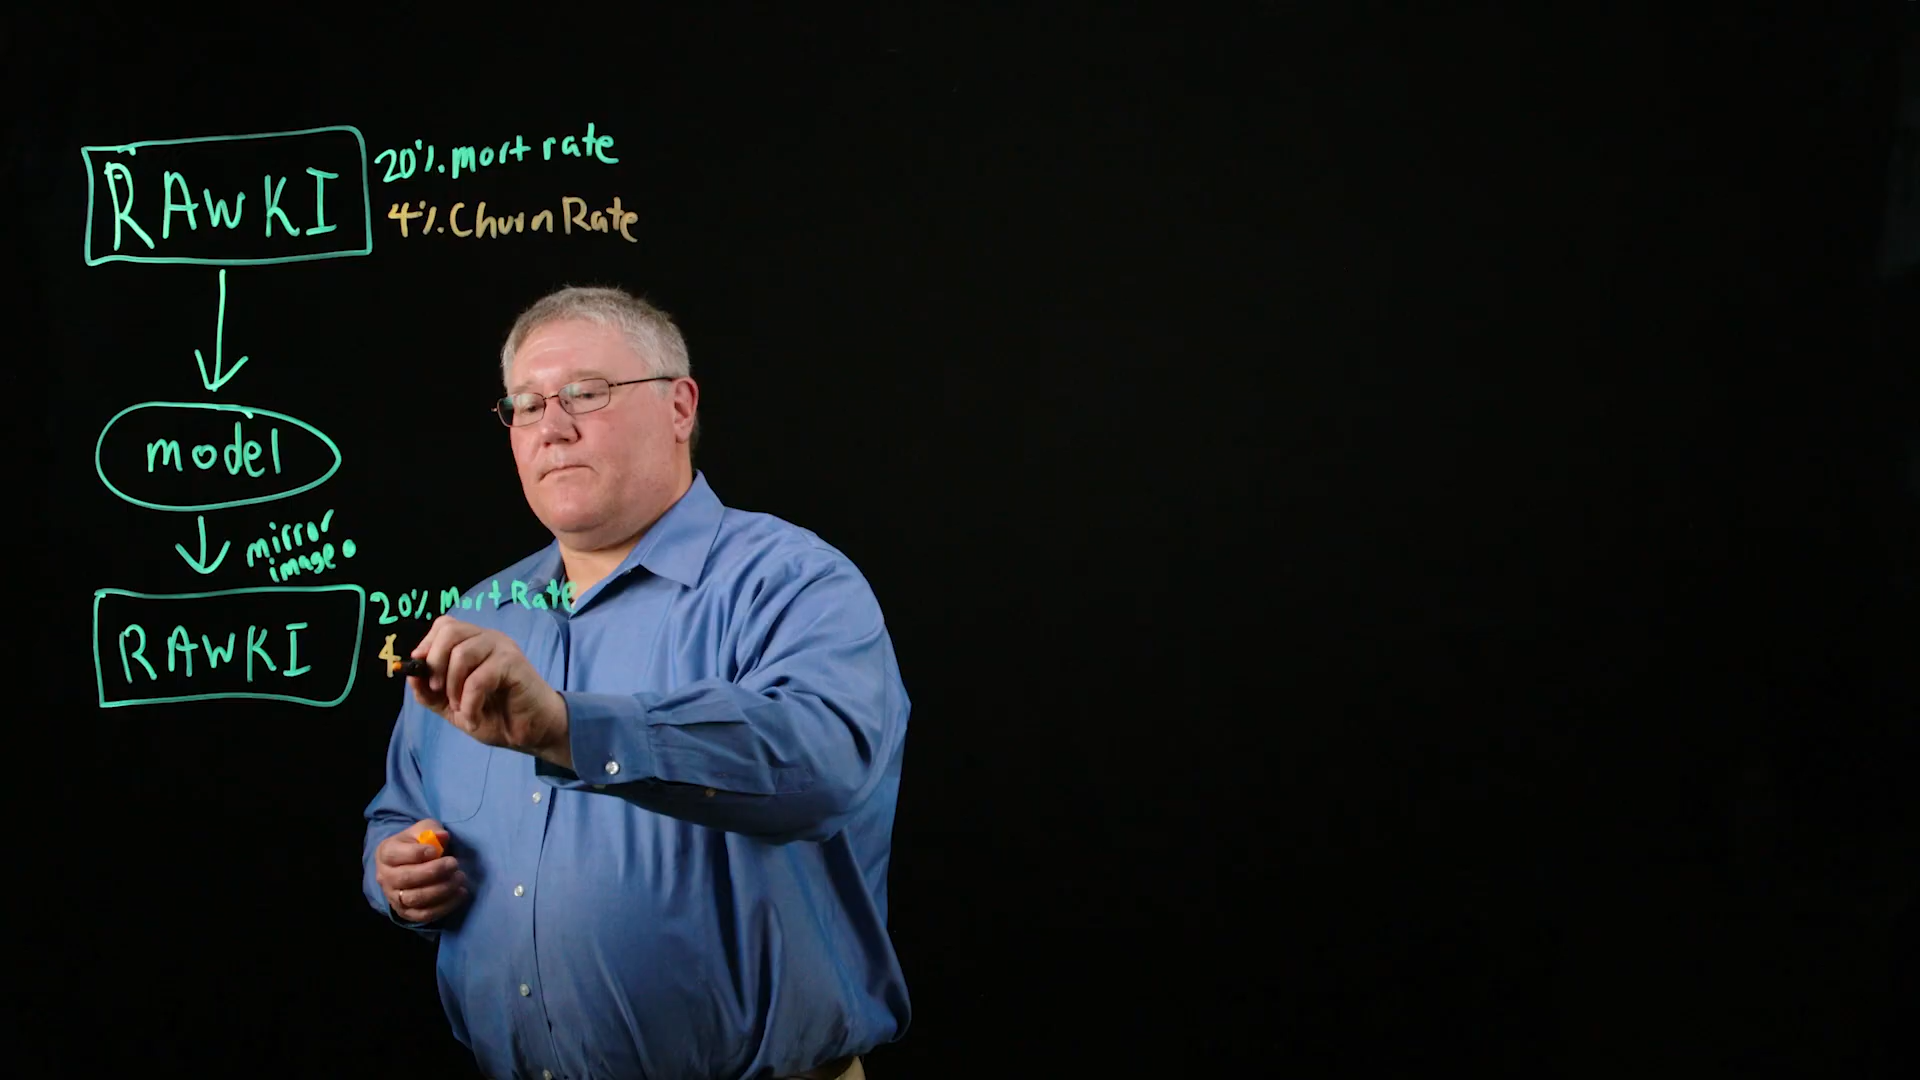 RAWKI
20% mort rate
4% Churn Rate
model
mirror
image
RAWKI
20% Mort Rate
4